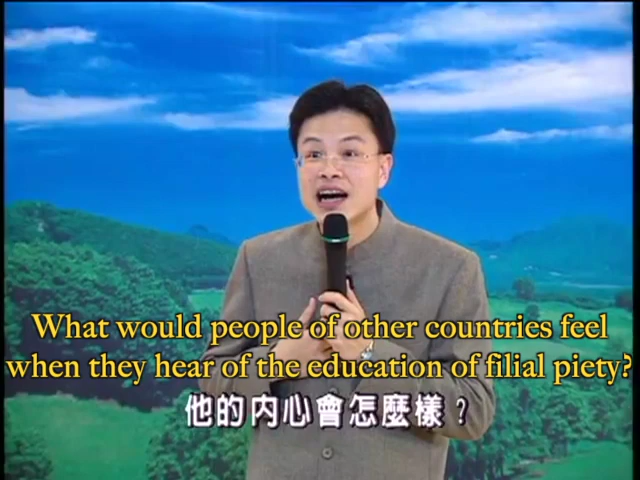 What would people of other countries feel
when they hear of the education of filial piety?
他的内心會怎麼樣？